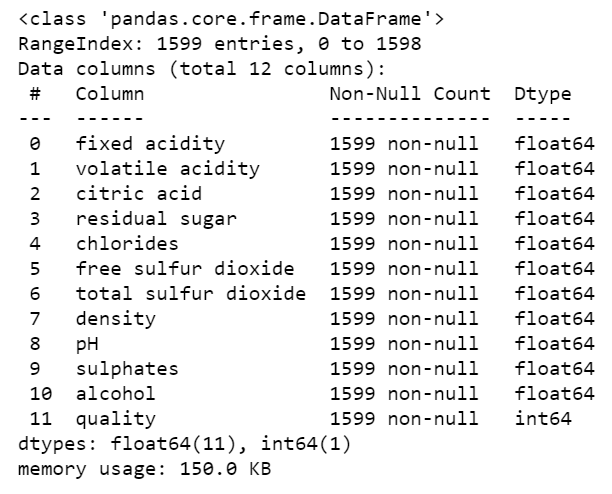 <class 'pandas.core.frame.DataFrame'>
RangeIndex: 1599 entries, 0 to 1598
Data columns (total 12 columns):
 #   Column                Non-Null Count  Dtype
---  ------                --------------  -----
 0   fixed acidity         1599 non-null   float64
 1   volatile acidity      1599 non-null   float64
 2   citric acid           1599 non-null   float64
 3   residual sugar        1599 non-null   float64
 4   chlorides             1599 non-null   float64
 5   free sulfur dioxide   1599 non-null   float64
 6   total sulfur dioxide  1599 non-null   float64
 7   density               1599 non-null   float64
 8   pH                    1599 non-null   float64
 9   sulphates             1599 non-null   float64
 10  alcohol               1599 non-null   float64
 11  quality               1599 non-null   int64
dtypes: float64(11), int64(1)
memory usage: 150.0 KB